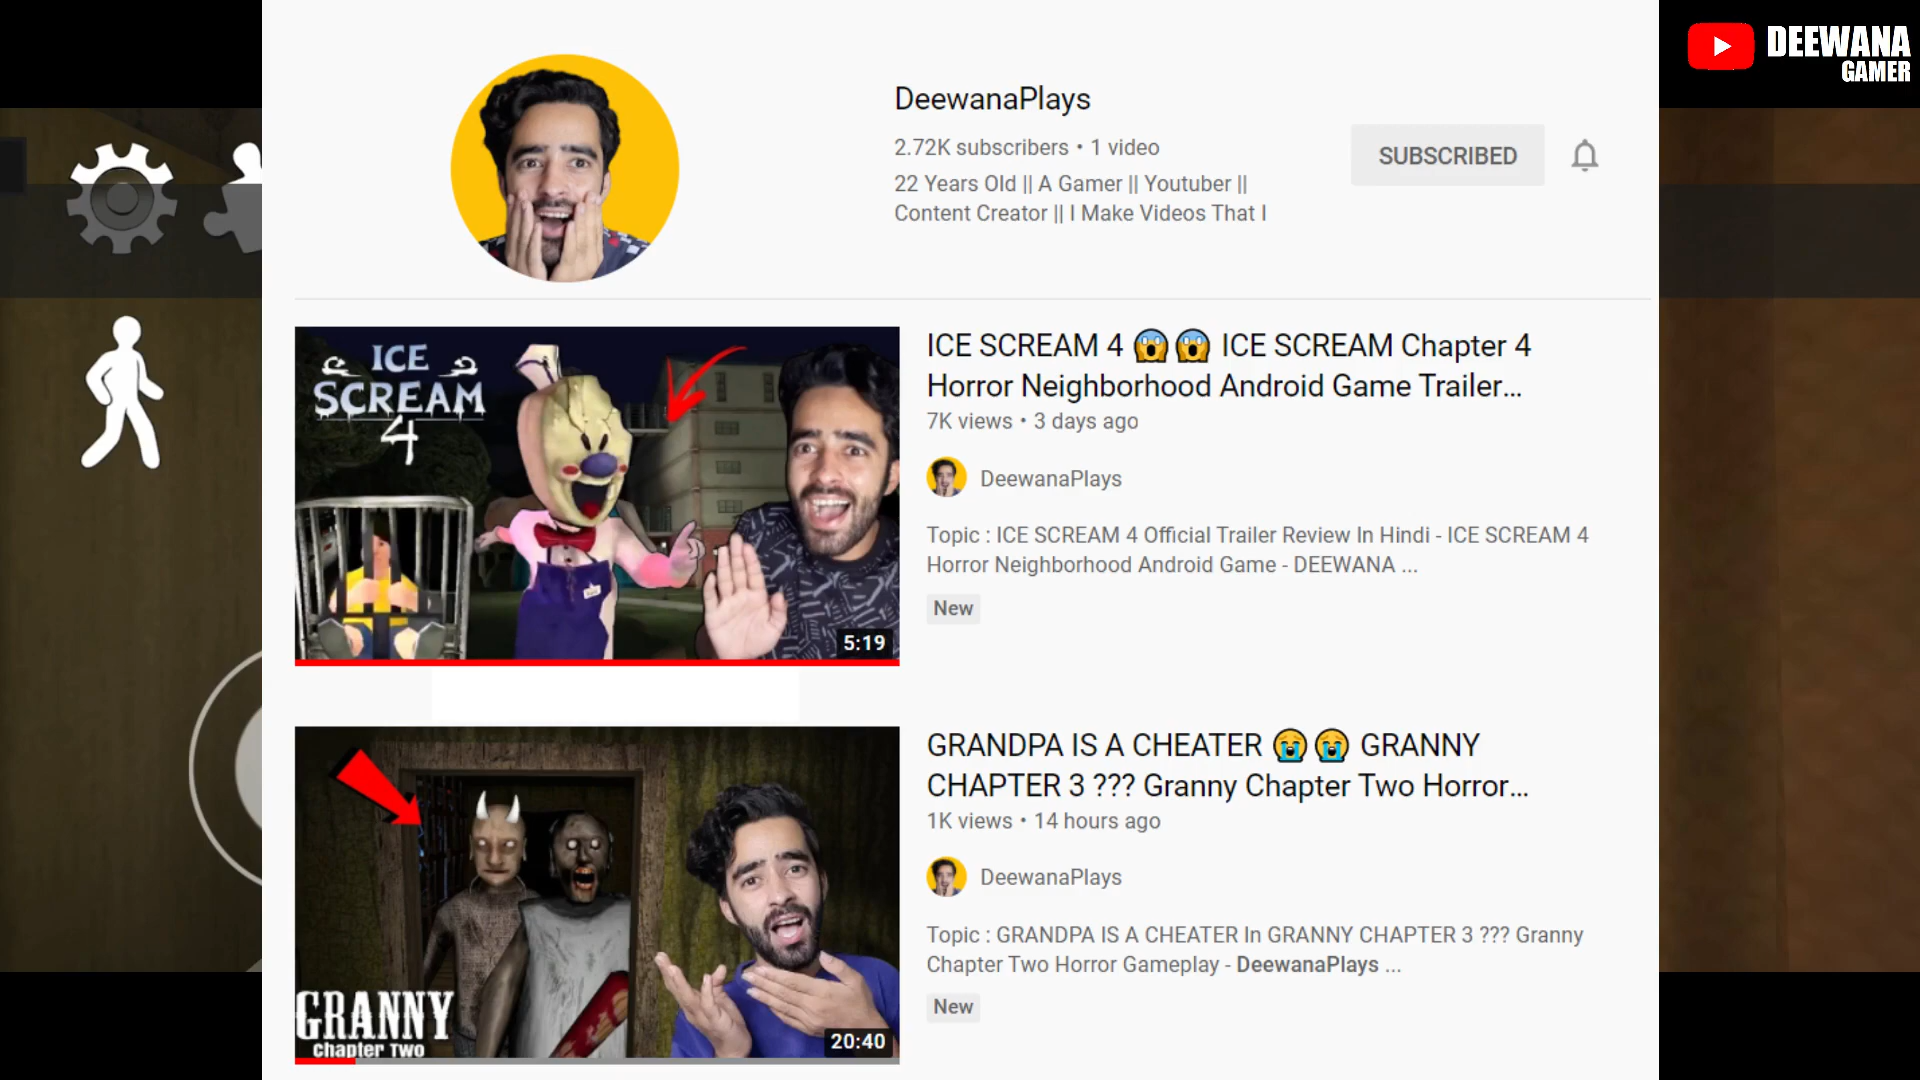 DEEWANA
GAMER
DeewanaPlays
2.72K subscribers • 1 video
22 Years Old || A Gamer || Youtuber ||
Content Creator || I Make Videos That I
SUBSCRIBED
ICE
SCREAM
4
5:19
ICE SCREAM 4 😱😱 ICE SCREAM Chapter 4
Horror Neighborhood Android Game Trailer...
7K views • 3 days ago
DeewanaPlays
Topic : ICE SCREAM 4 Official Trailer Review In Hindi - ICE SCREAM 4
Horror Neighborhood Android Game - DEEWANA ...
New
GRANNY
Chapter Two
20:40
GRANDPA IS A CHEATER 😭😭 GRANNY
CHAPTER 3 ??? Granny Chapter Two Horror...
1K views • 14 hours ago
DeewanaPlays
Topic : GRANDPA IS A CHEATER In GRANNY CHAPTER 3 ??? Granny
Chapter Two Horror Gameplay - DeewanaPlays ...
New